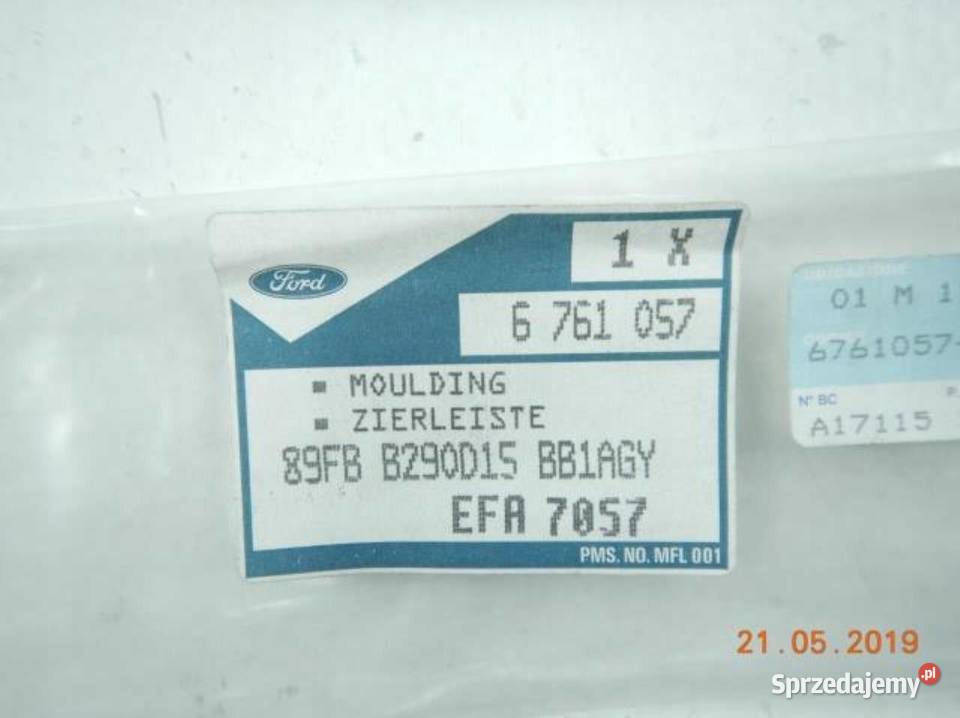 Ford
1 X
6 761 057
▪ MOULDING
▪ ZIERLEISTE
89FB B290D15 BB1AGY
EFA 7057
PMS. NO. MFL 001
01 M 1
6761057
N° BC
P.
A17115
21.05.2019
Sprzedajemy.pl